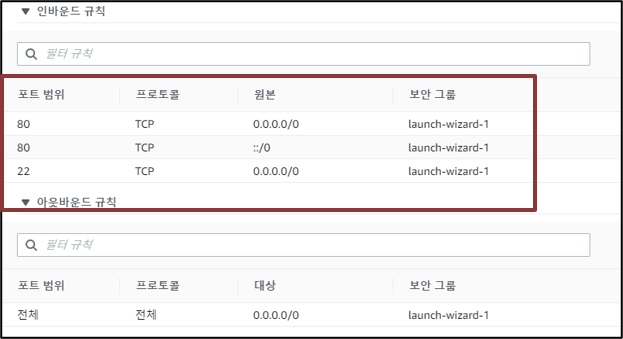 ▼ 인바운드 규칙
필터 규칙
포트 범위 프로토콜 원본 보안 그룹
80 TCP 0.0.0.0/0 launch-wizard-1
80 TCP ::/0 launch-wizard-1
22 TCP 0.0.0.0/0 launch-wizard-1
▼ 아웃바운드 규칙
필터 규칙
포트 범위 프로토콜 대상 보안 그룹
전체 전체 0.0.0.0/0 launch-wizard-1